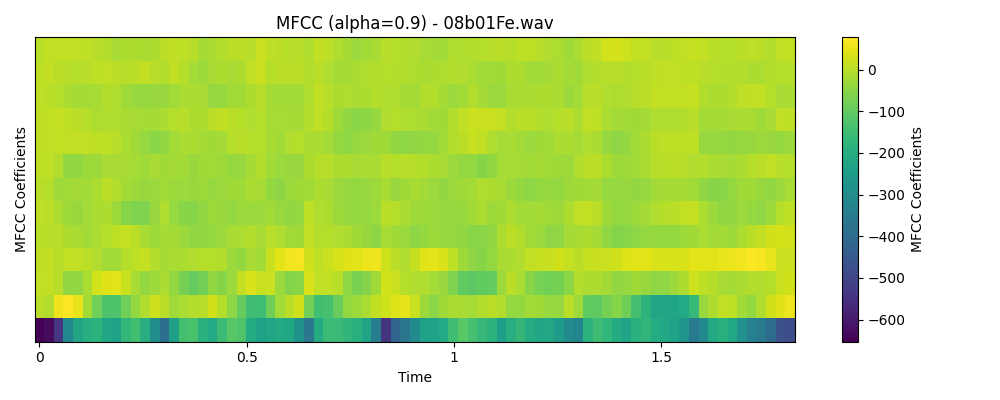 MFCC (alpha=0.9) - 08b01Fe.wav
MFCC Coefficients
0
0.5
1
1.5
Time
0
−100
−200
−300
−400
−500
−600
MFCC Coefficients